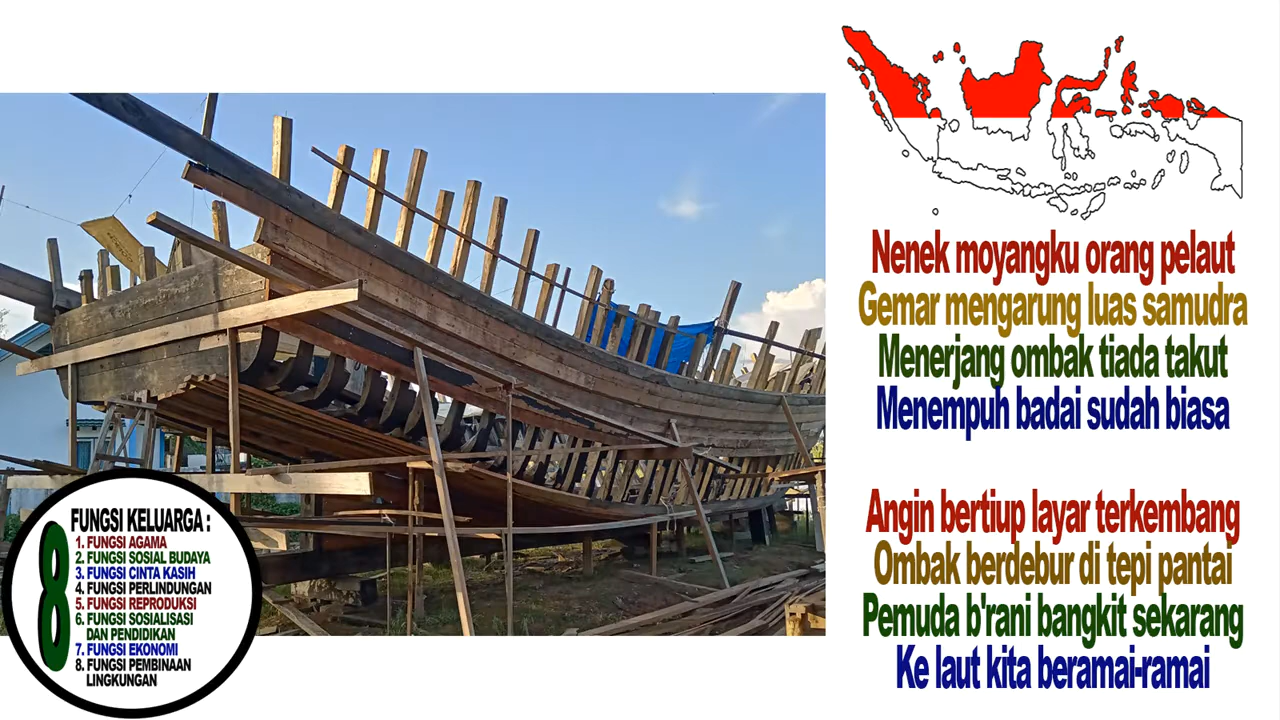 Nenek moyangku orang pelaut
Gemar mengarung luas samudra
Menerjang ombak tiada takut
Menempuh badai sudah biasa
Angin bertiup layar terkembang
Ombak berdebur di tepi pantai
Pemuda b'rani bangkit sekarang
Ke laut kita beramai-ramai
8
FUNGSI KELUARGA :
1. FUNGSI AGAMA
2. FUNGSI SOSIAL BUDAYA
3. FUNGSI CINTA KASIH
4. FUNGSI PERLINDUNGAN
5. FUNGSI REPRODUKSI
6. FUNGSI SOSIALISASI
DAN PENDIDIKAN
7. FUNGSI EKONOMI
8. FUNGSI PEMBINAAN
LINGKUNGAN